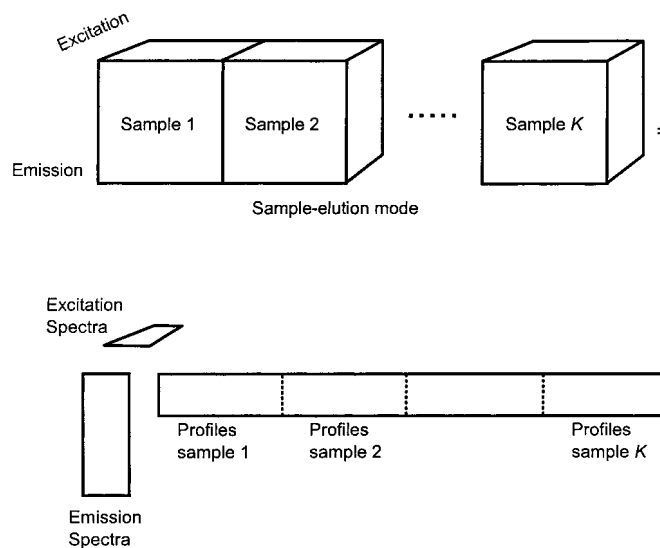 Excitation
Sample 1
Sample 2
......
Sample K
=
Emission
Sample-elution mode
Excitation
Spectra
Profiles
sample 1
Profiles
sample 2
Profiles
sample K
Emission
Spectra